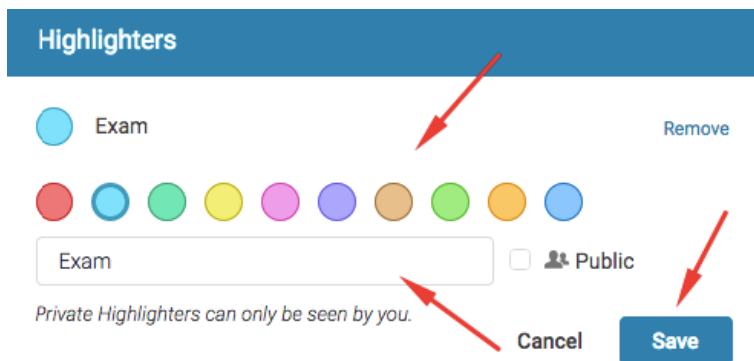 Highlighters
Exam Remove
Exam Public
Private Highlighters can only be seen by you.
Cancel Save